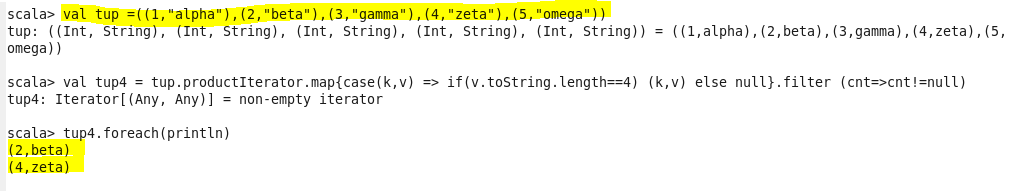 scala> val tup =((1,"alpha"),(2,"beta"),(3,"gamma"),(4,"zeta"),(5,"omega"))
tup: ((Int, String), (Int, String), (Int, String), (Int, String), (Int, String)) = ((1,alpha),(2,beta),(3,gamma),(4,zeta),(5,
omega))
scala> val tup4 = tup.productIterator.map{case(k,v) => if(v.toString.length==4) (k,v) else null}.filter (cnt=>cnt!=null)
tup4: Iterator[(Any, Any)] = non-empty iterator
scala> tup4.foreach(println)
(2,beta)
(4,zeta)